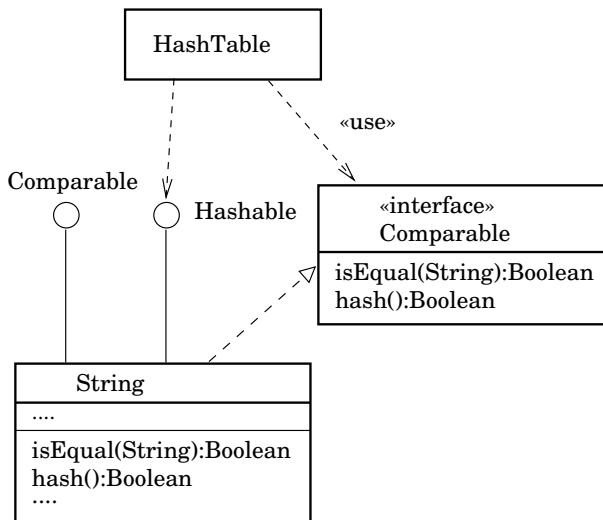 HashTable
«use»
Comparable
Hashable
«interface»
Comparable
isEqual(String):Boolean
hash():Boolean
String
....
isEqual(String):Boolean
hash():Boolean
....